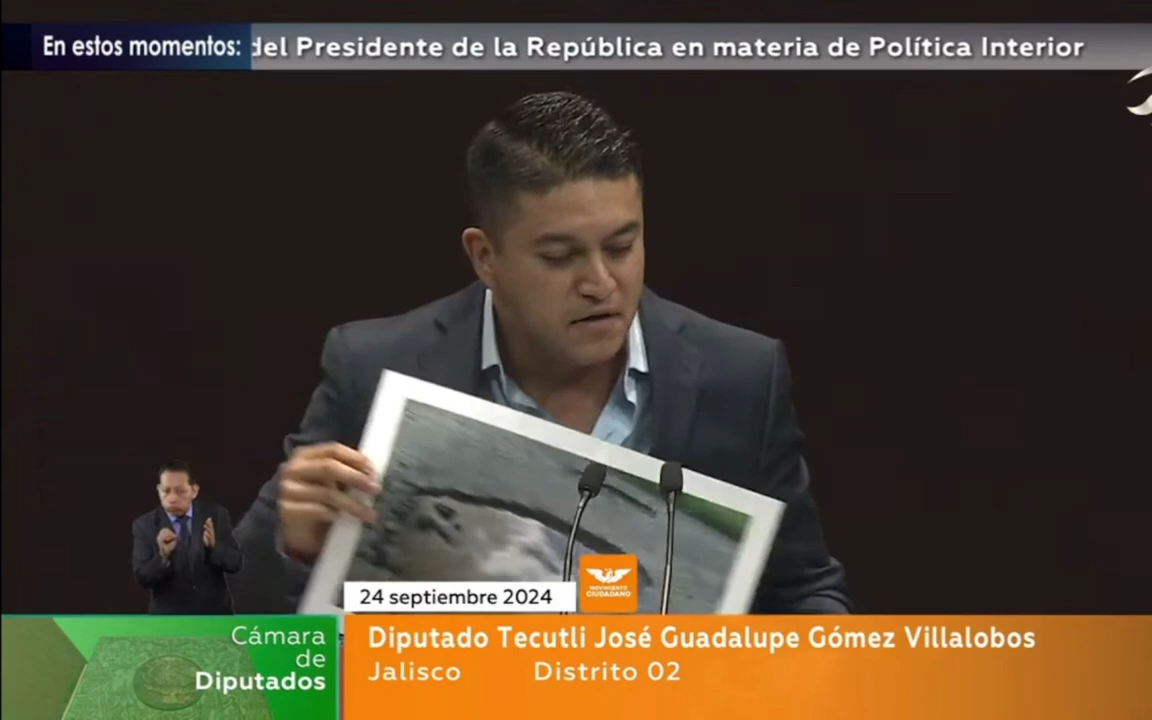 En estos momentos: del Presidente de la República en materia de Política Interior
24 septiembre 2024
MOVIMIENTO
CIUDADANO
Cámara
de
Diputados
Diputado Tecutli José Guadalupe Gómez Villalobos
Jalisco Distrito 02